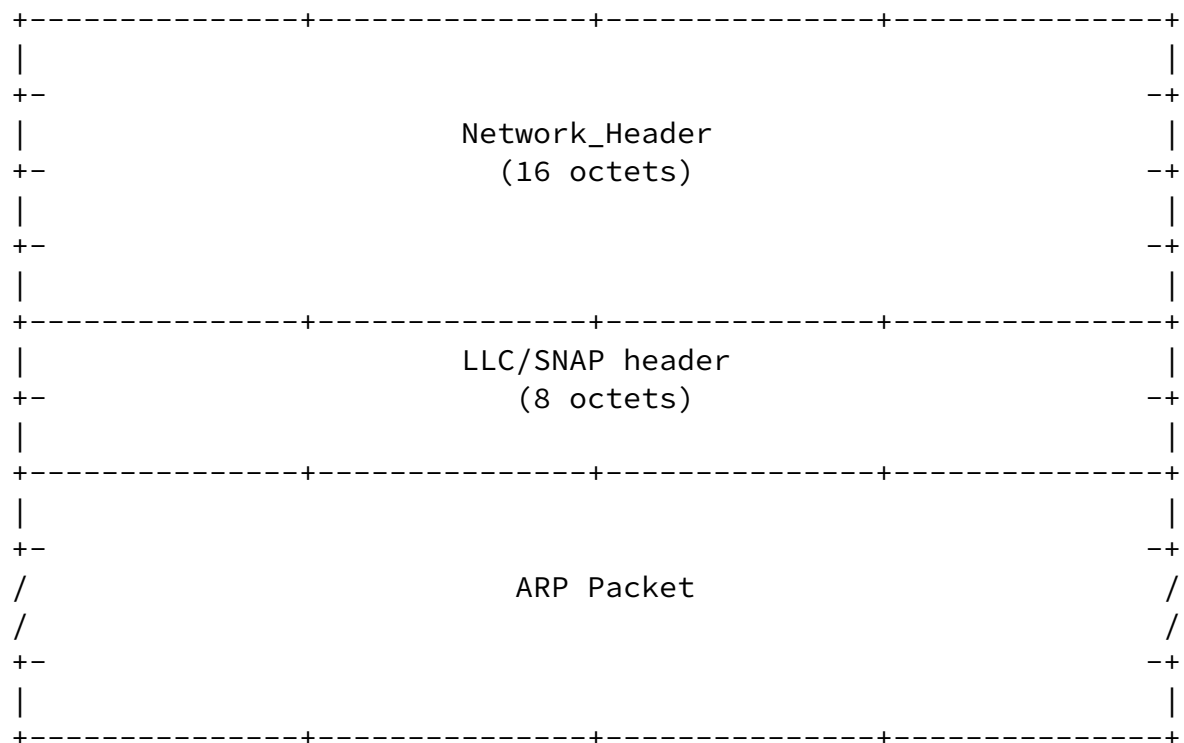 Network_Header
(16 octets)
LLC/SNAP header
(8 octets)
ARP Packet